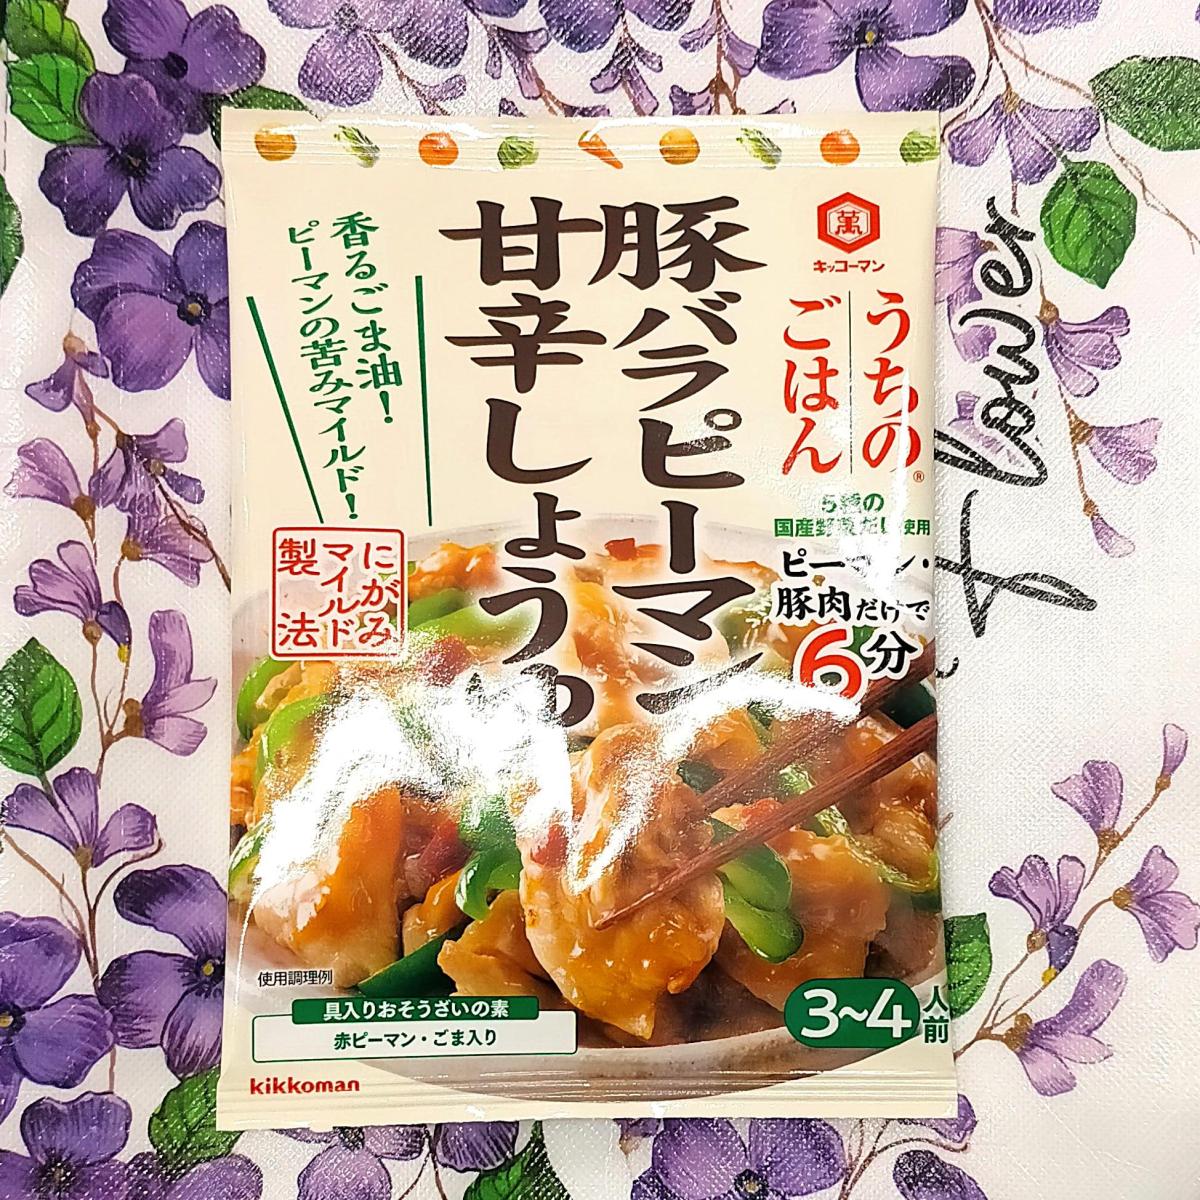 萬
キッコーマン
うちの
ごはん®
5種の
国産野菜だし使用
ピーマン・
豚肉だけで
6分
豚バラピーマン
甘辛しょうゆ
香るごま油!
ピーマンの苦みマイルド!
にがみ
マイルド
製法
使用調理例
具入りおそうざいの素
赤ピーマン・ごま入り
3~4人前
kikkoman